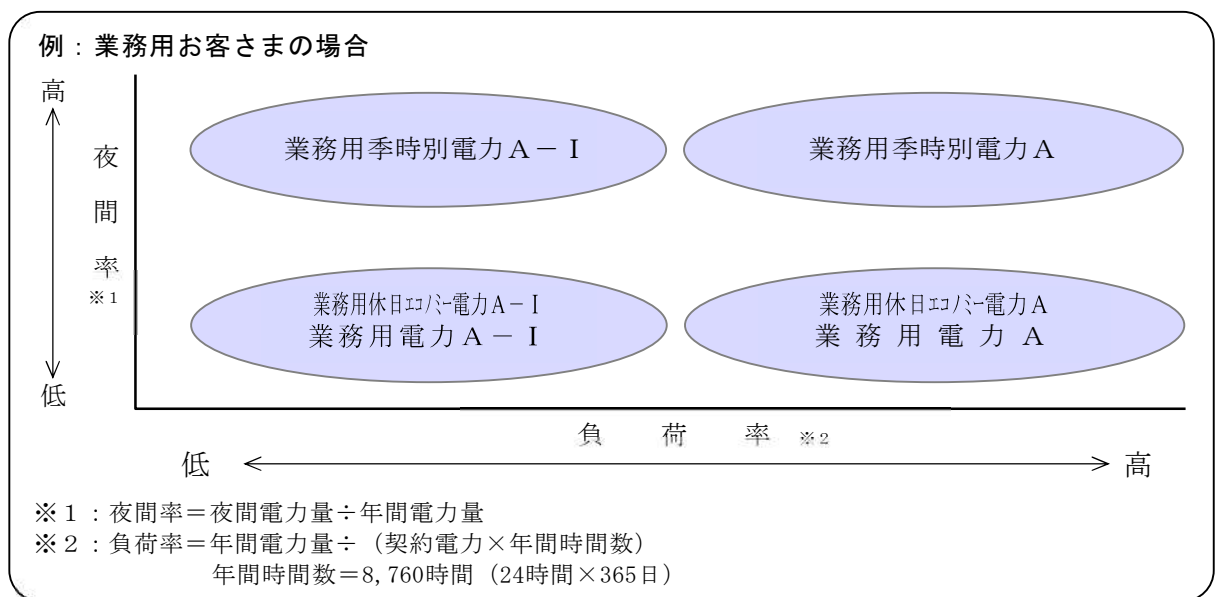 例：業務用お客さまの場合
高
夜間率
※１
低
業務用季時別電力Ａ－Ｉ
業務用季時別電力Ａ
業務用休日ｴｺﾉﾐｰ電力Ａ－Ｉ
業務用電力Ａ－Ｉ
業務用休日ｴｺﾉﾐｰ電力Ａ
業務用電力Ａ
負荷率 ※２
低
高
※１：夜間率＝夜間電力量÷年間電力量
※２：負荷率＝年間電力量÷（契約電力×年間時間数）
年間時間数＝8,760時間（24時間×365日）